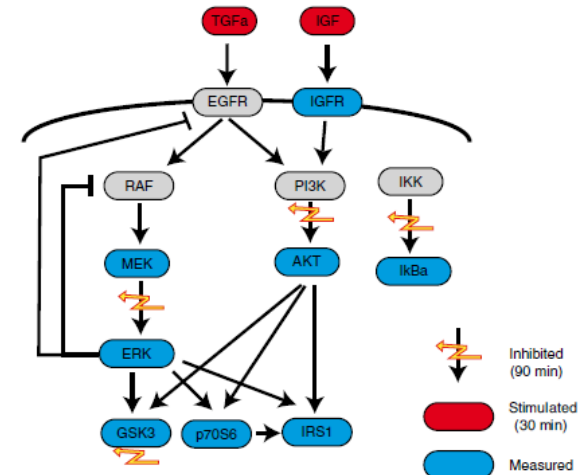 TGFa
IGF
EGFR
IGFR
RAF
PI3K
IKK
MEK
AKT
IkBa
ERK
Inhibited
(90 min)
GSK3
p70S6
IRS1
Stimulated
(30 min)
Measured